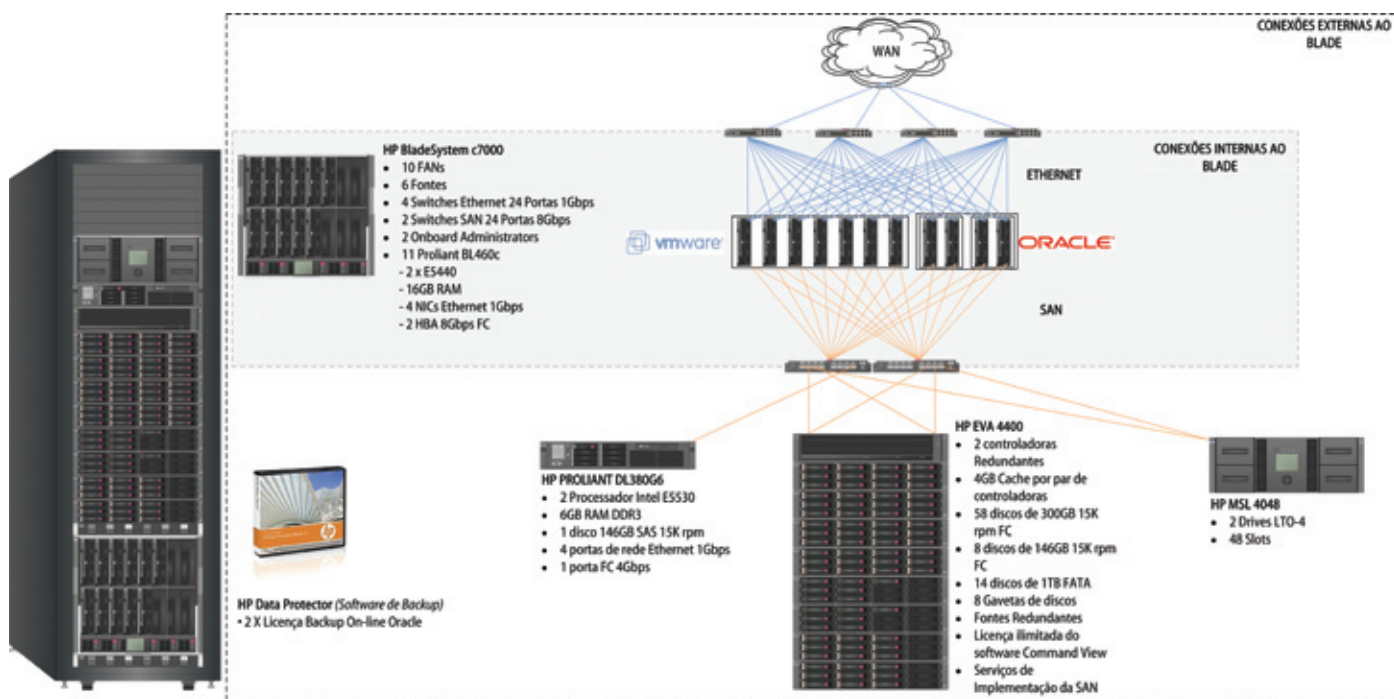 CONEXÕES EXTERNAS AO
BLADE
WAN
HP BladeSystem c7000
• 10 FANs
• 6 Fontes
• 4 Switches Ethernet 24 Portas 1Gbps
• 2 Switches SAN 24 Portas 8Gbps
• 2 Onboard Administrators
• 11 Proliant BL460c
- 2 x E5440
- 16GB RAM
- 4 NICs Ethernet 1Gbps
- 2 HBA 8Gbps FC
CONEXÕES INTERNAS AO
BLADE
ETHERNET
vmware
ORACLE
SAN
HP PROLIANT DL380G6
• 2 Processador Intel E5530
• 6GB RAM DDR3
• 1 disco 146GB SAS 15K rpm
• 4 portas de rede Ethernet 1Gbps
• 1 porta FC 4Gbps
HP EVA 4400
• 2 controladoras
Redundantes
• 4GB Cache por par de
controladoras
• 58 discos de 300GB 15K
rpm FC
• 8 discos de 146GB 15K rpm
FC
• 14 discos de 1TB FATA
• 8 Gavetas de discos
• Fontes Redundantes
• Licença ilimitada do
software Command View
• Serviços de
Implementação da SAN
HP MSL 4048
• 2 Drives LTO-4
• 48 Slots
hp
HP Data Protector (Software de Backup)
• 2 X Licença Backup On-line Oracle